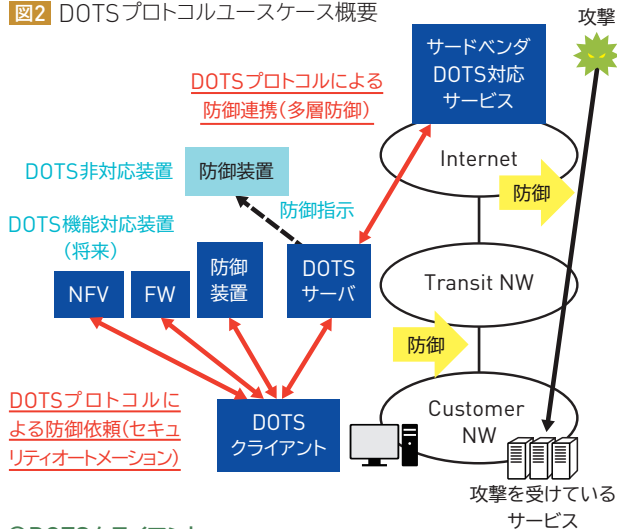 図2 DOTSプロトコルユースケース概要
攻撃
サードベンダ
DOTS対応
サービス
DOTSプロトコルによる
防御連携(多層防御)
Internet
DOTS非対応装置
防御装置
防御
防御指示
DOTS機能対応装置
(将来)
NFV
FW
防御
装置
DOTS
サーバ
Transit NW
防御
DOTSプロトコルに
よる防御依頼(セキュ
リティオートメーション)
DOTS
クライアント
Customer
NW
攻撃を受けている
サービス